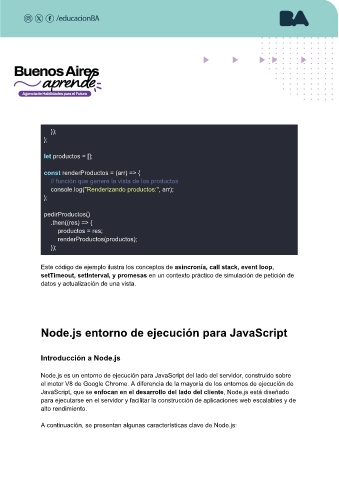 /educacionBA
BA
Buenos Aires
aprende
Agencia de Habilidades para el Futuro
});
};
let productos = [];
const renderProductos = (arr) => {
// función que genera la vista de los productos
console.log("Renderizando productos:", arr);
};
pedirProductos()
.then((res) => {
productos = res;
renderProductos(productos);
});
Este código de ejemplo ilustra los conceptos de asincronía, call stack, event loop,
setTimeout, setInterval, y promesas en un contexto práctico de simulación de petición de
datos y actualización de una vista.
Node.js entorno de ejecución para JavaScript
Introducción a Node.js
Node.js es un entorno de ejecución para JavaScript del lado del servidor, construido sobre
el motor V8 de Google Chrome. A diferencia de la mayoría de los entornos de ejecución de
JavaScript, que se enfocan en el desarrollo del lado del cliente, Node.js está diseñado
para ejecutarse en el servidor y facilitar la construcción de aplicaciones web escalables y de
alto rendimiento.
A continuación, se presentan algunas características clave de Node.js: